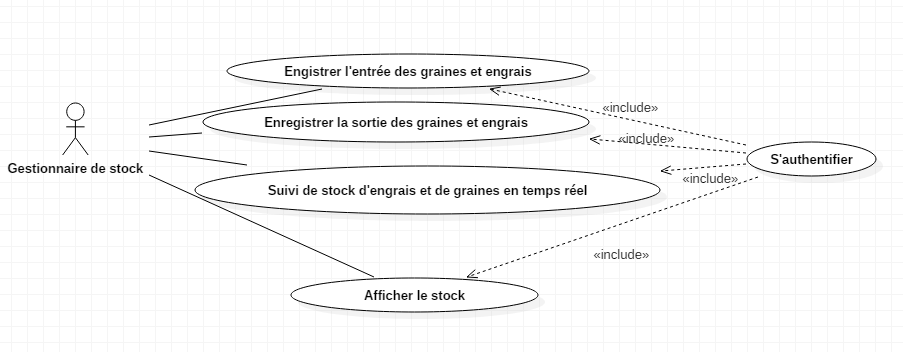 Engistrer l'entrée des graines et engrais
«include»
Enregistrer la sortie des graines et engrais
«include»
S'authentifier
Gestionnaire de stock
«include»
Suivi de stock d'engrais et de graines en temps réel
«include»
Afficher le stock